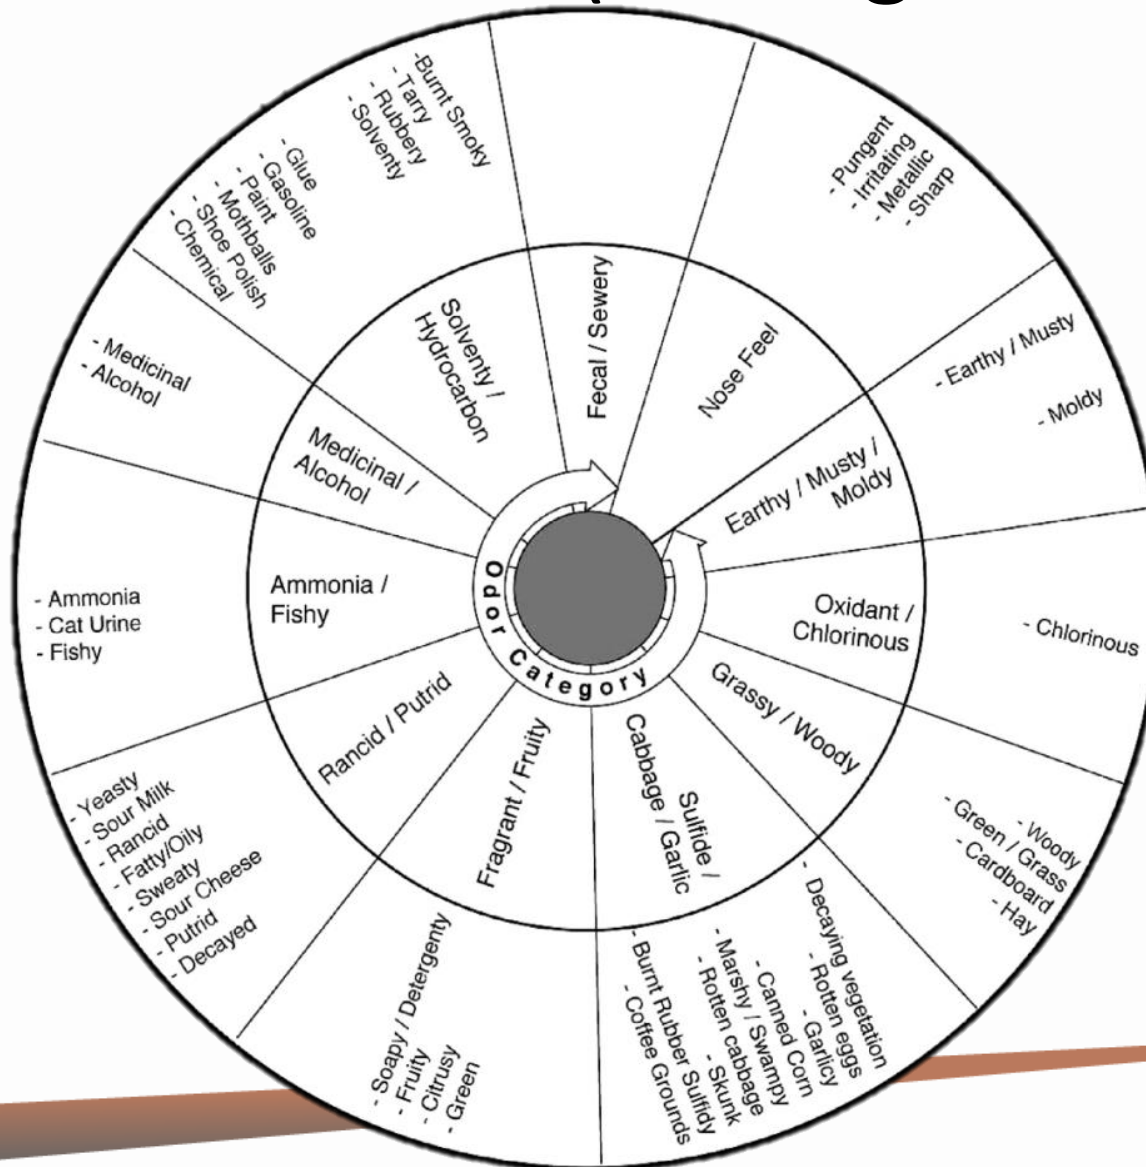 Odor Category
Fecal / Sewery
Nose Feel
- Pungent
- Irritating
- Metallic
- Sharp
Earthy / Musty /
Moldy
- Earthy / Musty
- Moldy
Oxidant /
Chlorinous
- Chlorinous
Grassy / Woody
- Woody
- Green / Grass
- Cardboard
- Hay
Sulfide /
Cabbage / Garlic
- Decaying vegetation
- Rotten eggs
- Garlicy
- Canned Corn
- Marshy / Swampy
- Rotten cabbage
- Skunk
- Burnt Rubber Sulfidy
- Coffee Grounds
Fragrant / Fruity
- Soapy / Detergenty
- Fruity
- Citrusy
- Green
Rancid / Putrid
- Yeasty
- Sour Milk
- Rancid
- Fatty/Oily
- Sweaty
- Sour Cheese
- Putrid
- Decayed
Ammonia /
Fishy
- Ammonia
- Cat Urine
- Fishy
Medicinal /
Alcohol
- Medicinal
- Alcohol
Solventy /
Hydrocarbon
- Glue
- Gasoline
- Paint
- Mothballs
- Shoe Polish
- Chemical
-Burnt Smoky
- Tarry
- Rubbery
- Solventy